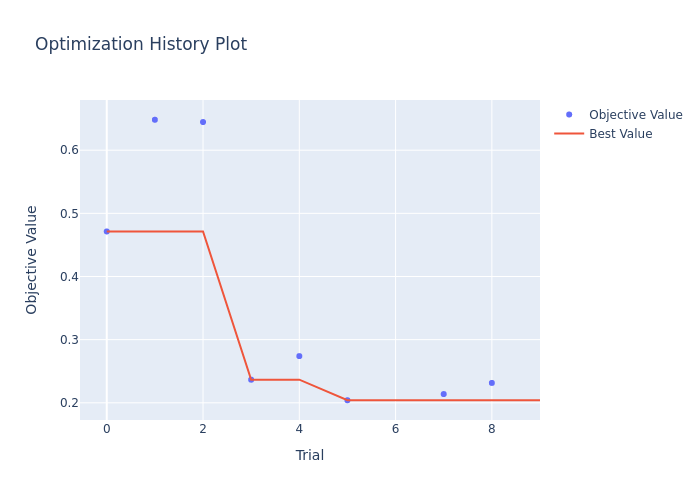 Optimization History Plot
Objective Value
Best Value
0.6
0.5
0.4
0.3
0.2
Objective Value
0
2
4
6
8
Trial